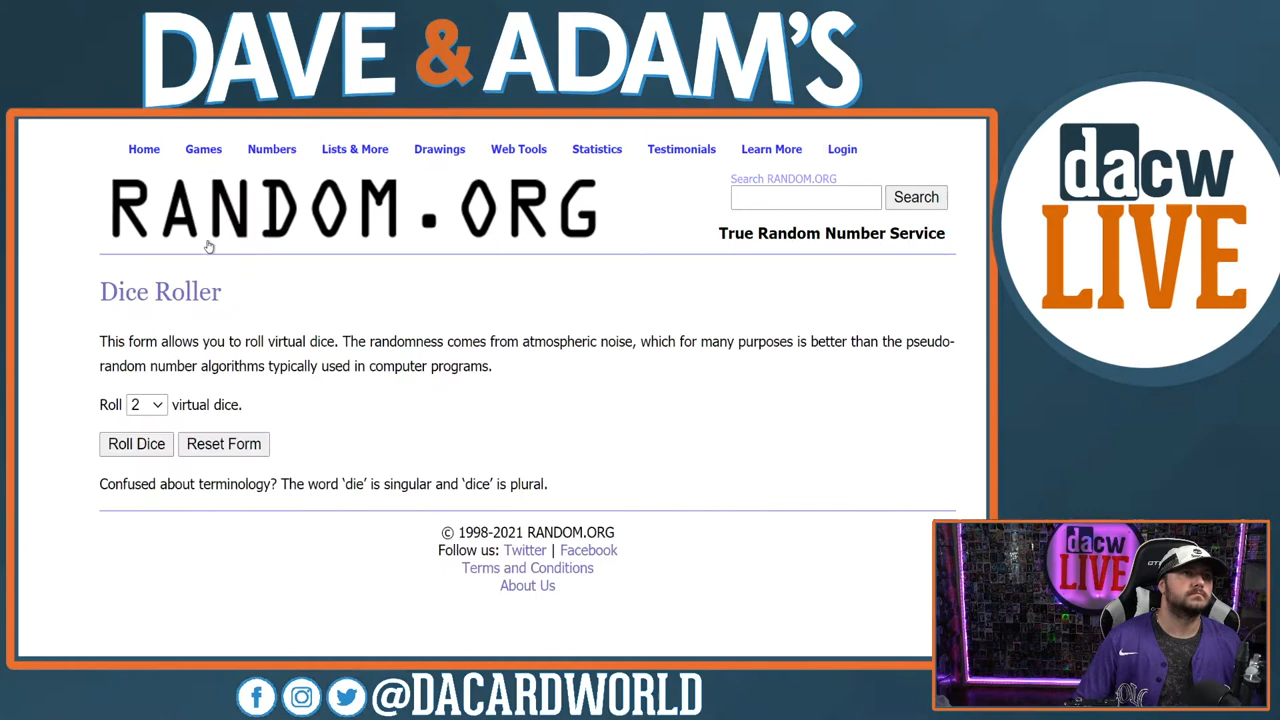 DAVE & ADAM'S
Home Games Numbers Lists & More Drawings Web Tools Statistics Testimonials Learn More Login
RANDOM.ORG
Search RANDOM.ORG
Search
True Random Number Service
dacw
LIVE
Dice Roller
This form allows you to roll virtual dice. The randomness comes from atmospheric noise, which for many purposes is better than the pseudo-
random number algorithms typically used in computer programs.
Roll 2 virtual dice.
Roll Dice Reset Form
Confused about terminology? The word ‘die’ is singular and ‘dice’ is plural.
© 1998-2021 RANDOM.ORG
Follow us: Twitter | Facebook
Terms and Conditions
About Us
dacw
LIVE
@DACARDWORLD